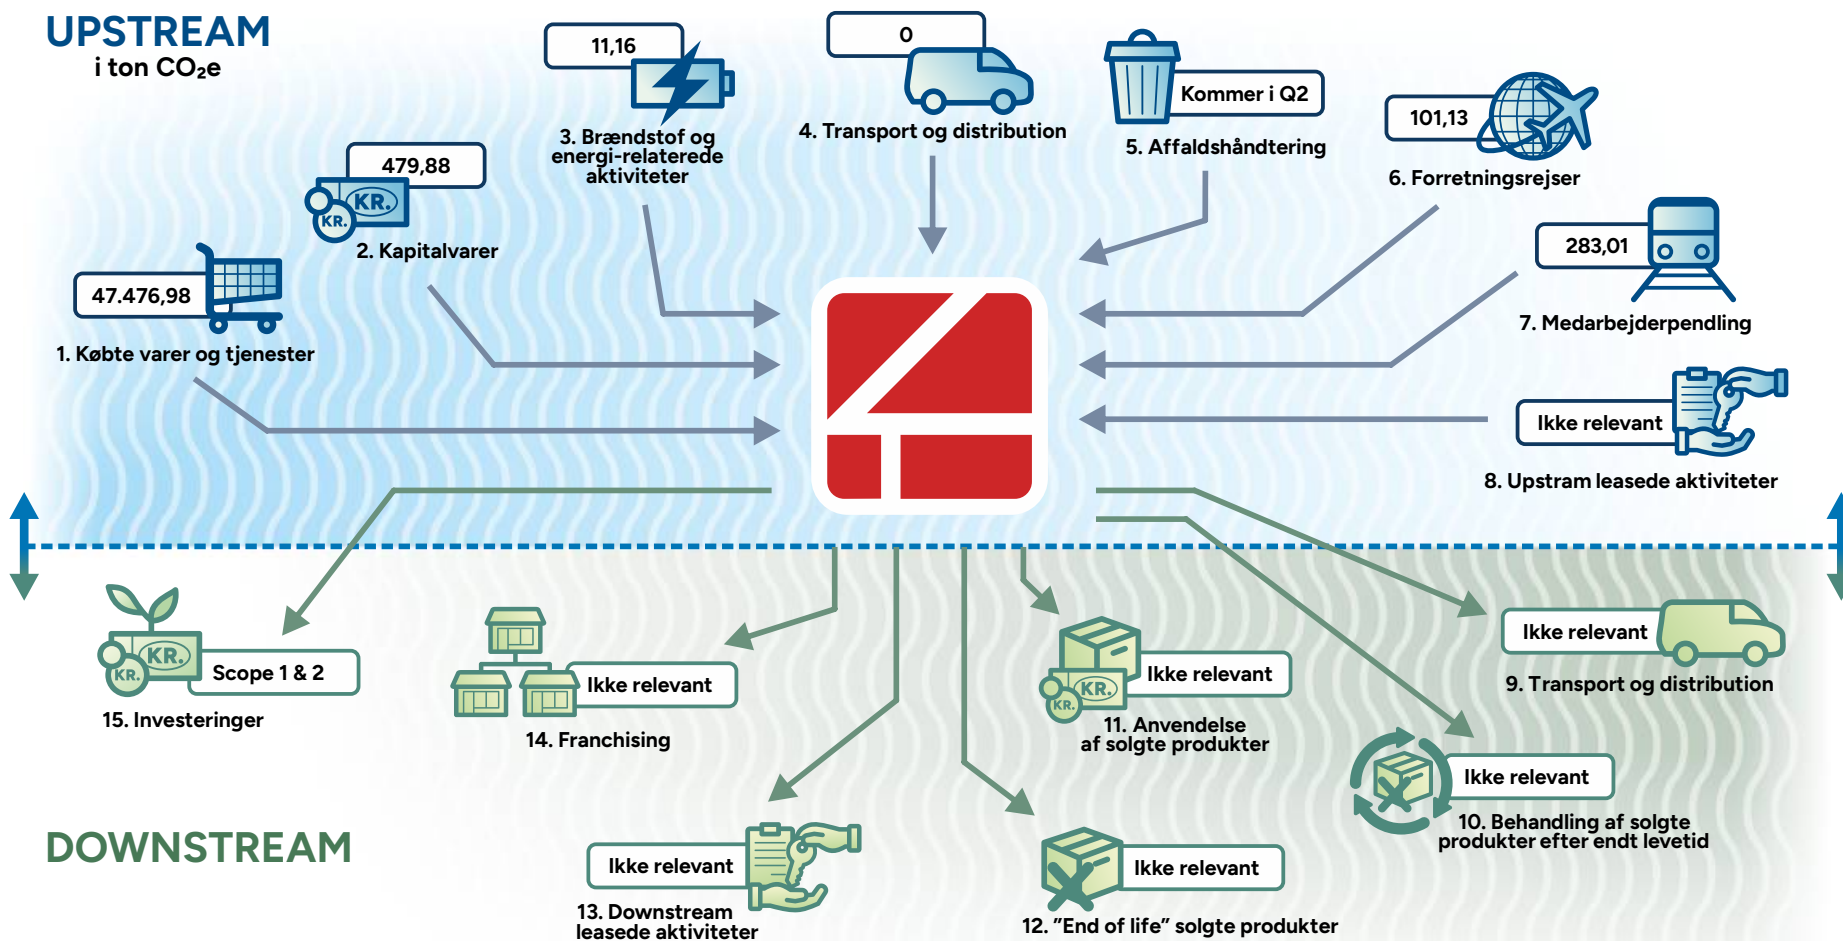 UPSTREAM
i ton CO₂e
47.476,98
1. Købte varer og tjenester
479,88
KR.
KR.
2. Kapitalvarer
11,16
3. Brændstof og
energi-relaterede
aktiviteter
0
4. Transport og distribution
Kommer i Q2
5. Affaldshåndtering
101,13
6. Forretningsrejser
283,01
7. Medarbejderpendling
Ikke relevant
8. Upstram leasede aktiviteter
Ikke relevant
9. Transport og distribution
Ikke relevant
10. Behandling af solgte
produkter efter endt levetid
Ikke relevant
KR.
KR.
11. Anvendelse
af solgte produkter
Ikke relevant
12. ”End of life” solgte produkter
Ikke relevant
13. Downstream
leasede aktiviteter
Ikke relevant
14. Franchising
KR.
KR.
Scope 1 & 2
15. Investeringer
DOWNSTREAM